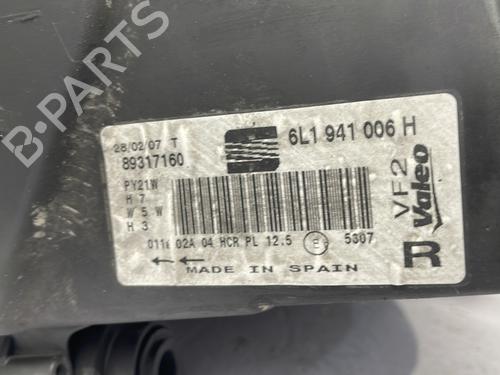 28/02/07 T
89317160
6L1 941 006 H
PY21W
H 7
W 5 W
H 3
VF2
Valeo
R
02A 04 HCR PL 12.5
5307
MADE IN SPAIN
B-PARTS